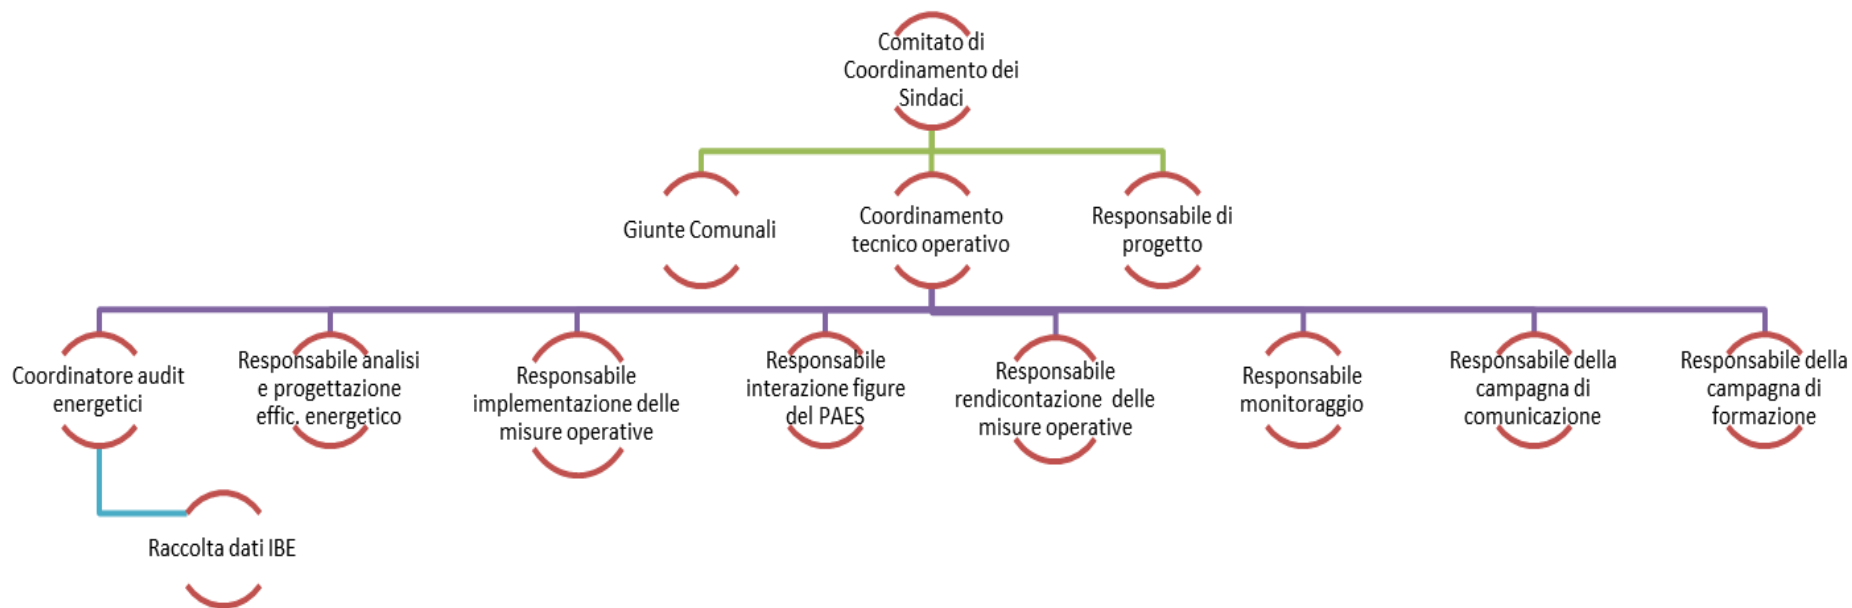 Comitato di
Coordinamento dei
Sindaci
Giunte Comunali
Coordinamento
tecnico operativo
Responsabile di
progetto
Coordinatore audit
energetici
Responsabile analisi
e progettazione
effic. energetico
Responsabile
implementazione delle
misure operative
Responsabile
interazione figure
del PAES
Responsabile
rendicontazione delle
misure operative
Responsabile
monitoraggio
Responsabile della
campagna di
comunicazione
Responsabile della
campagna di
formazione
Raccolta dati IBE